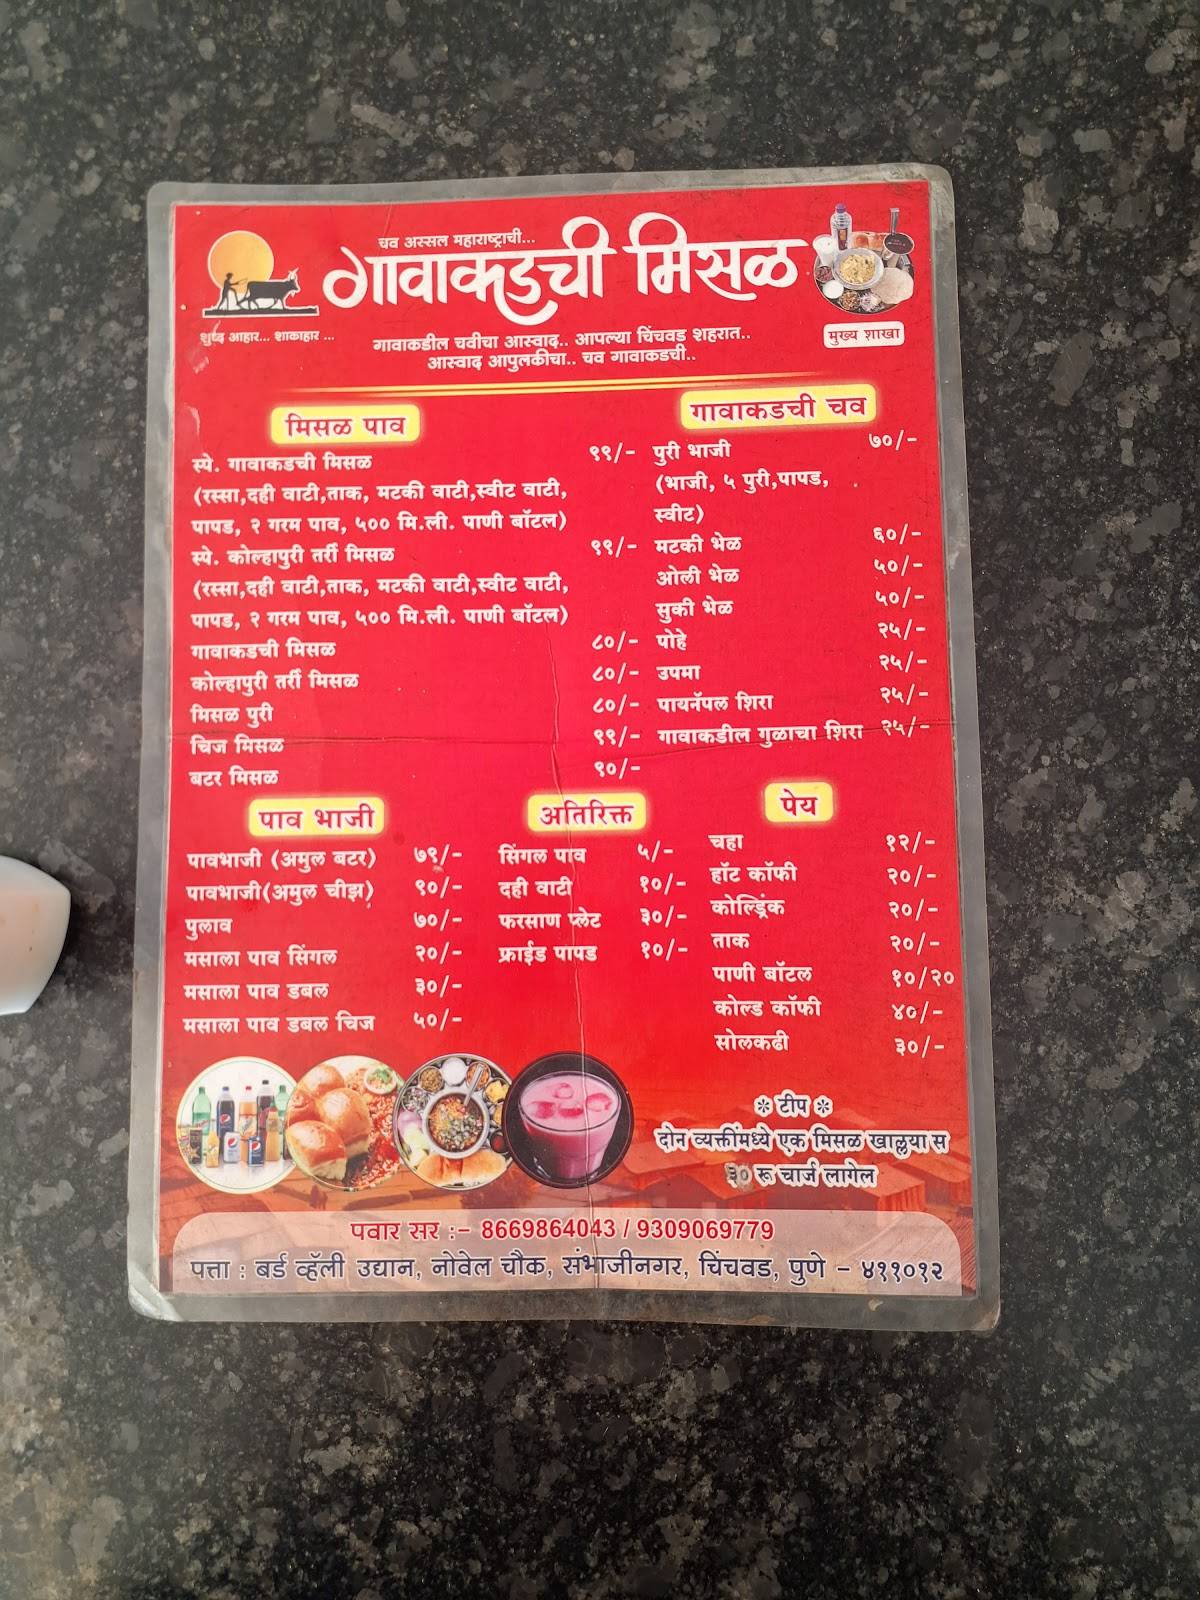 चव अस्सल महाराष्ट्राची...
गावाकडची मिसळ
शुध्द आहार... शाकाहार ...
गावाकडील चवीचा आस्वाद.. आपल्या चिंचवड शहरात..
आस्वाद आपुलकीचा.. चव गावाकडची..
मुख्य शाखा
मिसळ पाव
स्पे. गावाकडची मिसळ ९९/-
(रस्सा,दही वाटी,ताक, मटकी वाटी,स्वीट वाटी,
पापड, २ गरम पाव, ५०० मि.ली. पाणी बॉटल)
स्पे. कोल्हापुरी तर्री मिसळ ९९/-
(रस्सा,दही वाटी,ताक, मटकी वाटी,स्वीट वाटी,
पापड, २ गरम पाव, ५०० मि.ली. पाणी बॉटल)
गावाकडची मिसळ ८०/-
कोल्हापुरी तर्री मिसळ ८०/-
मिसळ पुरी ८०/-
चिज मिसळ ९९/-
बटर मिसळ ९०/-
गावाकडची चव
पुरी भाजी ७०/-
(भाजी, ५ पुरी,पापड,
स्वीट)
मटकी भेळ ६०/-
ओली भेळ ५०/-
सुकी भेळ ५०/-
पोहे २५/-
उपमा २५/-
पायनॅपल शिरा २५/-
गावाकडील गुळाचा शिरा २५/-
पाव भाजी
पावभाजी (अमुल बटर) ७९/-
पावभाजी(अमुल चीझ) ९०/-
पुलाव ७०/-
मसाला पाव सिंगल २०/-
मसाला पाव डबल ३०/-
मसाला पाव डबल चिज ५०/-
अतिरिक्त
सिंगल पाव ५/-
दही वाटी १०/-
फरसाण प्लेट ३०/-
फ्राईड पापड १०/-
पेय
चहा १२/-
हॉट कॉफी २०/-
कोल्ड्रिंक २०/-
ताक २०/-
पाणी बॉटल १०/२०
कोल्ड कॉफी ४०/-
सोलकढी ३०/-
* टीप *
दोन व्यक्तींमध्ये एक मिसळ खाल्लया स
३० रू चार्ज लागेल
पवार सर :- 8669864043 / 9309069779
पत्ता : बर्ड व्हॅली उद्यान, नोवेल चौक, संभाजीनगर, चिंचवड, पुणे - ४११०१२